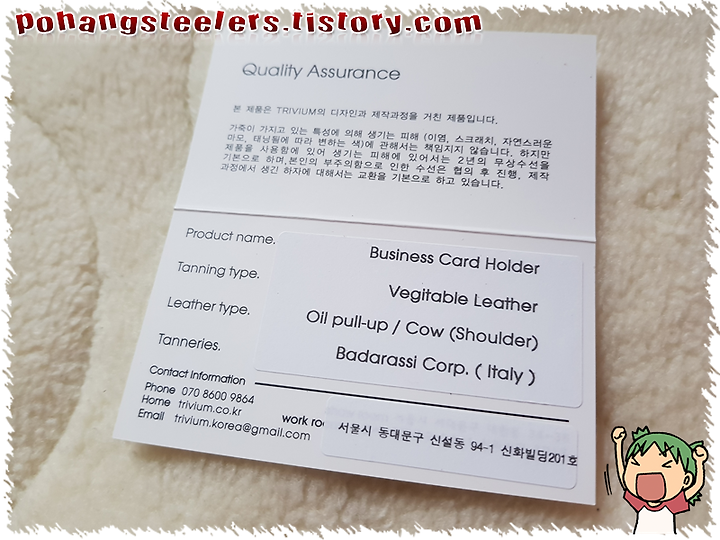 pohangsteelers.tistory.com
Quality Assurance
본 제품은 TRIVIUM의 디자인과 제작과정을 거친 제품입니다.
가죽이 가지고 있는 특성에 의해 생기는 피해 (이염, 스크래치, 자연스러운
마모, 태닝됨에 따라 변하는 색)에 관해서는 책임지지 않습니다. 하지만
제품을 사용함에 있어 생기는 피해에 있어서는 2년의 무상수선을
기본으로 하며,본인의 부주의함으로 인한 수선은 협의 후 진행, 제작
과정에서 생긴 하자에 대해서는 교환을 기본으로 하고 있습니다.
Product name. Business Card Holder
Tanning type. Vegitable Leather
Leather type. Oil pull-up / Cow (Shoulder)
Tanneries. Badarassi Corp. ( Italy )
Contact Information
Phone 070 8600 9864
Home trivium.co.kr
Email trivium.korea@gmail.com
work roo 서울시 동대문구 신설동 94-1 신화빌딩201호